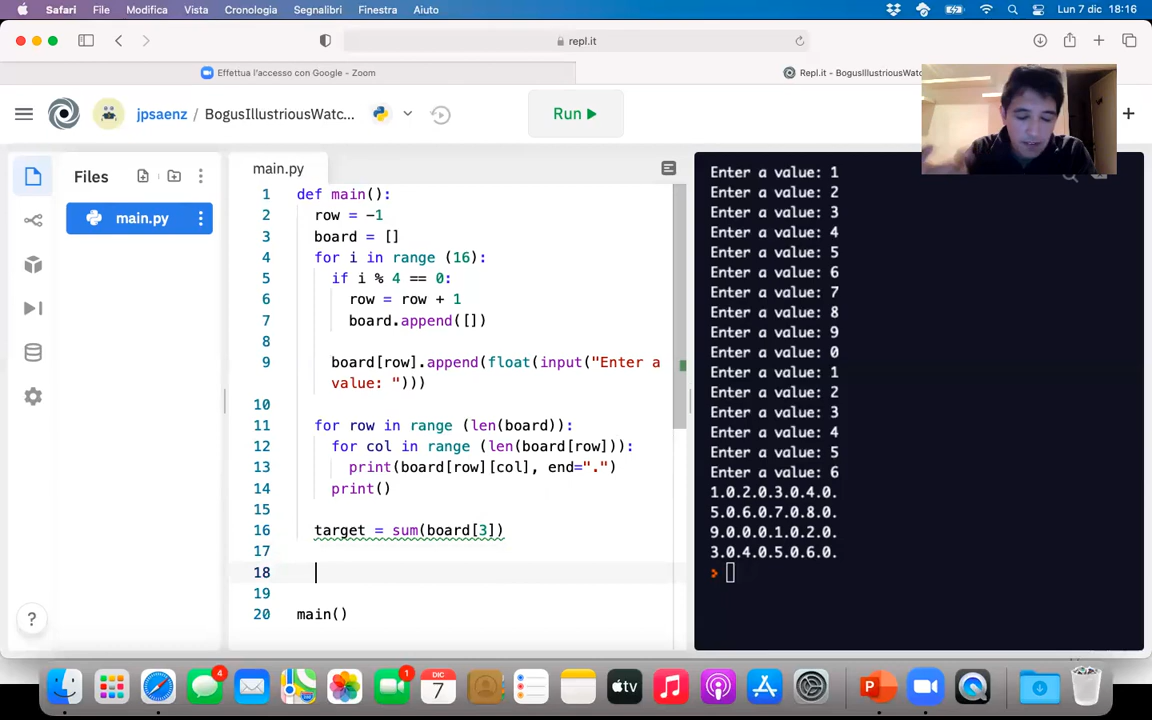 Safari File Modifica Vista Cronologia Segnalibri Finestra Aiuto Lun 7 dic 18:16
repl.it
Effettua l'accesso con Google - Zoom
Repl.it - BogusIllustriousWatc
jpsaenz / BogusIllustriousWatc...
Run ▶
Files
main.py
main.py
1 def main():
2 row = -1
3 board = []
4 for i in range (16):
5 if i % 4 == 0:
6 row = row + 1
7 board.append([])
8
9 board[row].append(float(input("Enter a
value: ")))
10
11 for row in range (len(board)):
12 for col in range (len(board[row])):
13 print(board[row][col], end=".")
14 print()
15
16 target = sum(board[3])
17
18
19
20 main()
Enter a value: 1
Enter a value: 2
Enter a value: 3
Enter a value: 4
Enter a value: 5
Enter a value: 6
Enter a value: 7
Enter a value: 8
Enter a value: 9
Enter a value: 0
Enter a value: 1
Enter a value: 2
Enter a value: 3
Enter a value: 4
Enter a value: 5
Enter a value: 6
1.0.2.0.3.0.4.0.
5.0.6.0.7.0.8.0.
9.0.0.0.1.0.2.0.
3.0.4.0.5.0.6.0.
?
4
1
DIC
7
tv